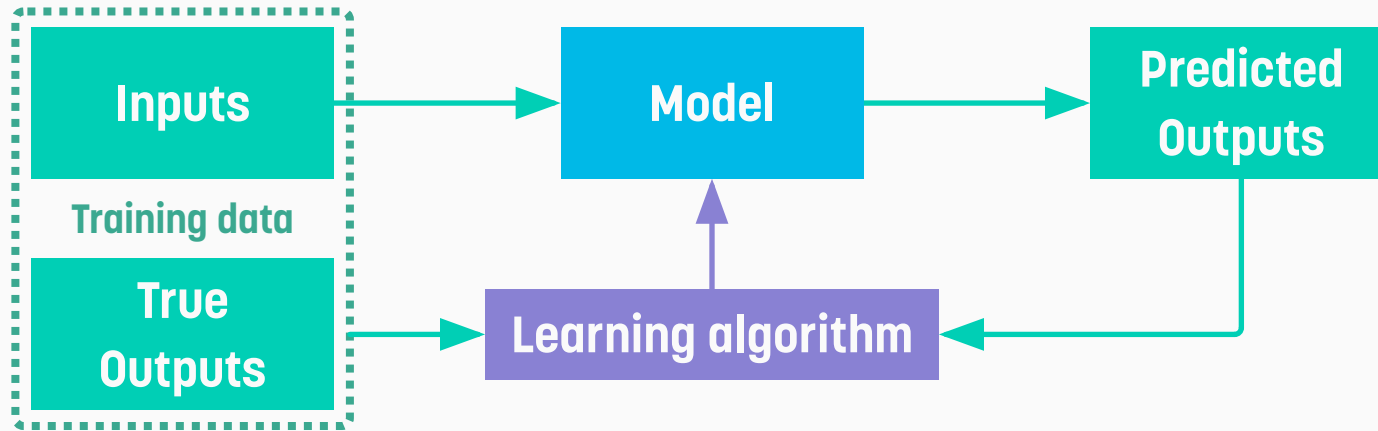 Inputs
Model
Predicted
Outputs
Training data
True
Outputs
Learning algorithm